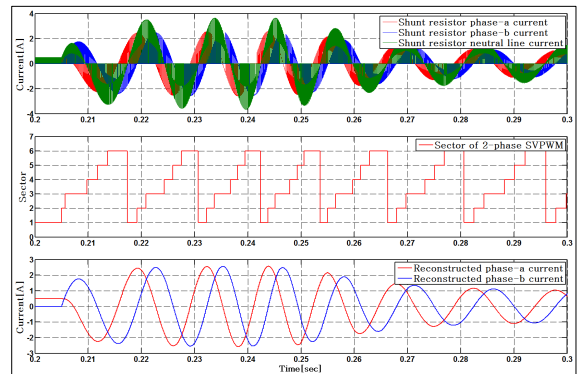 4
2
0
-2
-4
Current[A]
Shunt resistor phase-a current
Shunt resistor phase-b current
Shunt resistor neutral line current
0.2 0.21 0.22 0.23 0.24 0.25 0.26 0.27 0.28 0.29 0.3
7
6
5
4
3
2
1
0
Sector
Sector of 2-phase SVPWM
0.2 0.21 0.22 0.23 0.24 0.25 0.26 0.27 0.28 0.29 0.3
3
2
1
0
-1
-2
-3
Current[A]
Reconstructed phase-a current
Reconstructed phase-b current
0.2 0.21 0.22 0.23 0.24 0.25 0.26 0.27 0.28 0.29 0.3
Time[sec]